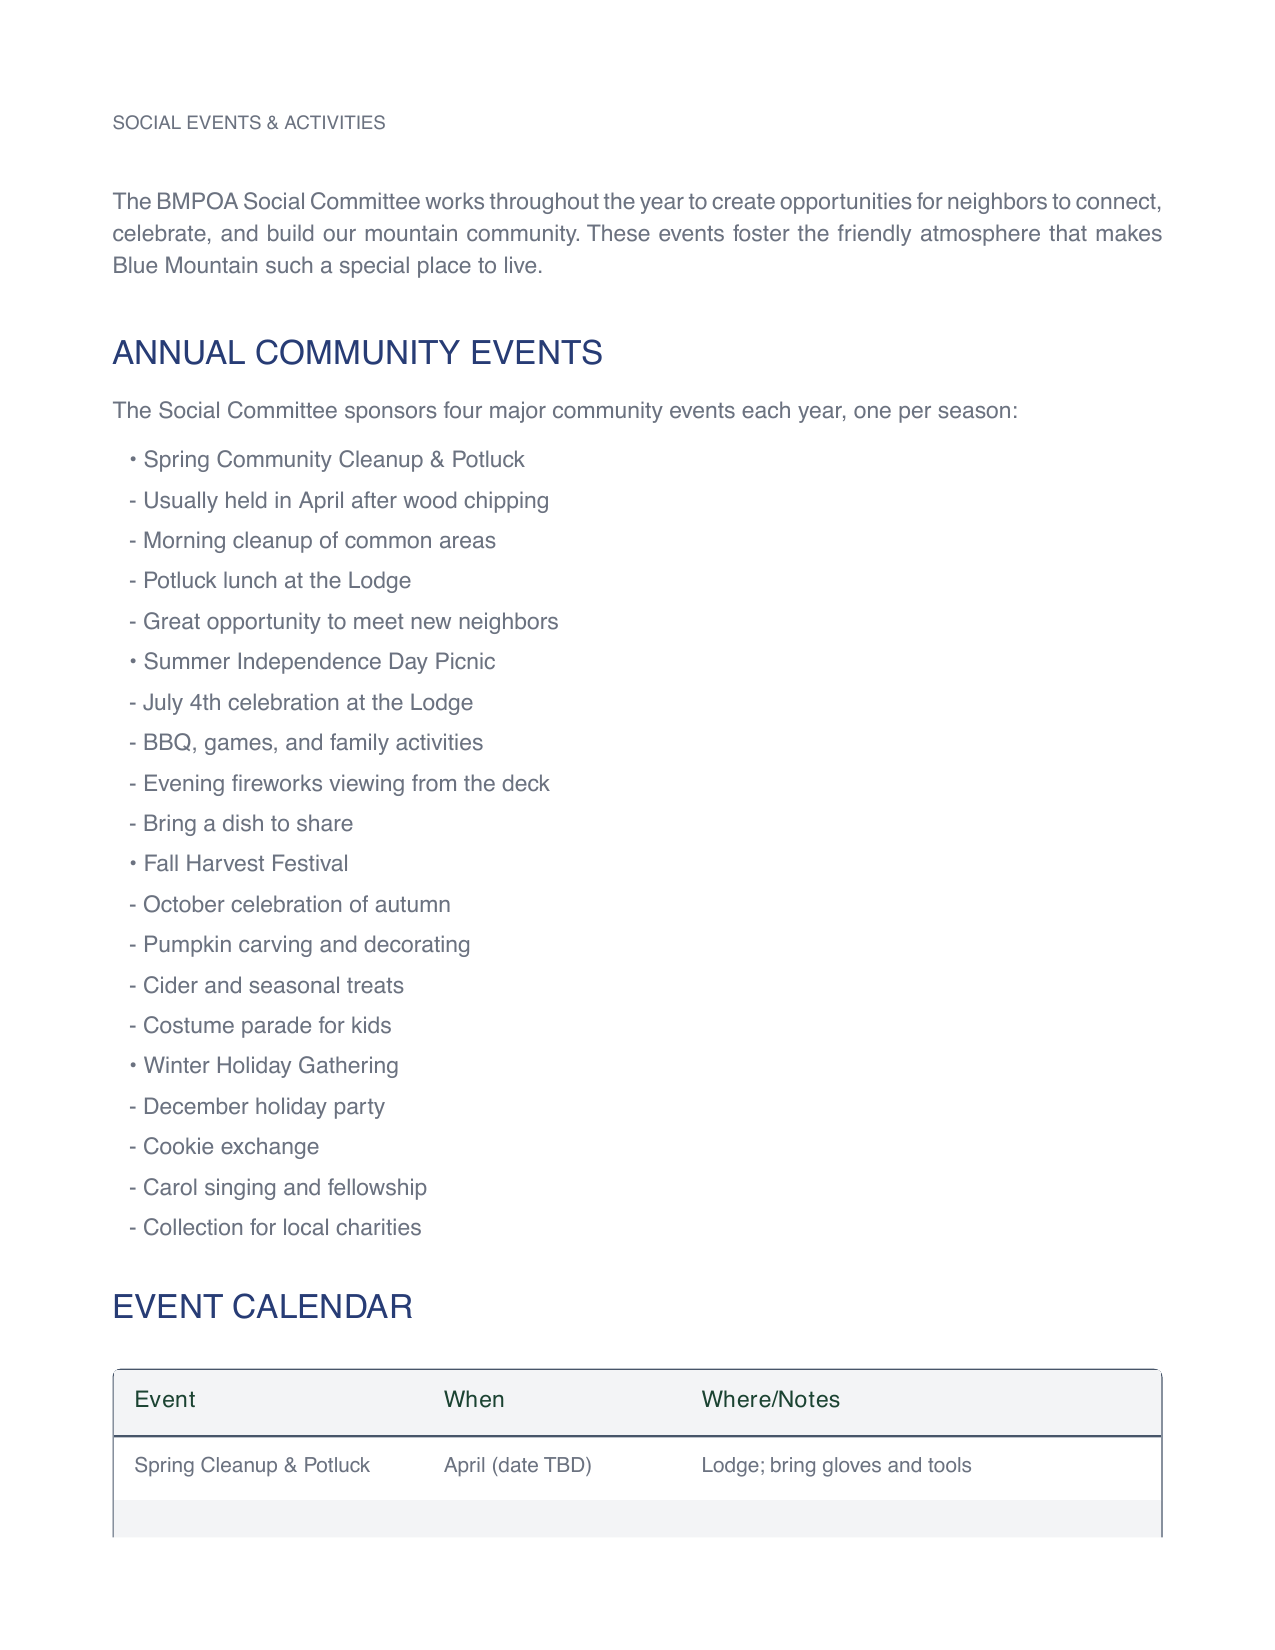 SOCIAL EVENTS & ACTIVITIES
The BMPOA Social Committee works throughout the year to create opportunities for neighbors to connect,
celebrate, and build our mountain community. These events foster the friendly atmosphere that makes
Blue Mountain such a special place to live.
ANNUAL COMMUNITY EVENTS
The Social Committee sponsors four major community events each year, one per season:
• Spring Community Cleanup & Potluck
- Usually held in April after wood chipping
- Morning cleanup of common areas
- Potluck lunch at the Lodge
- Great opportunity to meet new neighbors
• Summer Independence Day Picnic
- July 4th celebration at the Lodge
- BBQ, games, and family activities
- Evening fireworks viewing from the deck
- Bring a dish to share
• Fall Harvest Festival
- October celebration of autumn
- Pumpkin carving and decorating
- Cider and seasonal treats
- Costume parade for kids
• Winter Holiday Gathering
- December holiday party
- Cookie exchange
- Carol singing and fellowship
- Collection for local charities
EVENT CALENDAR
Event When Where/Notes
Spring Cleanup & Potluck April (date TBD) Lodge; bring gloves and tools